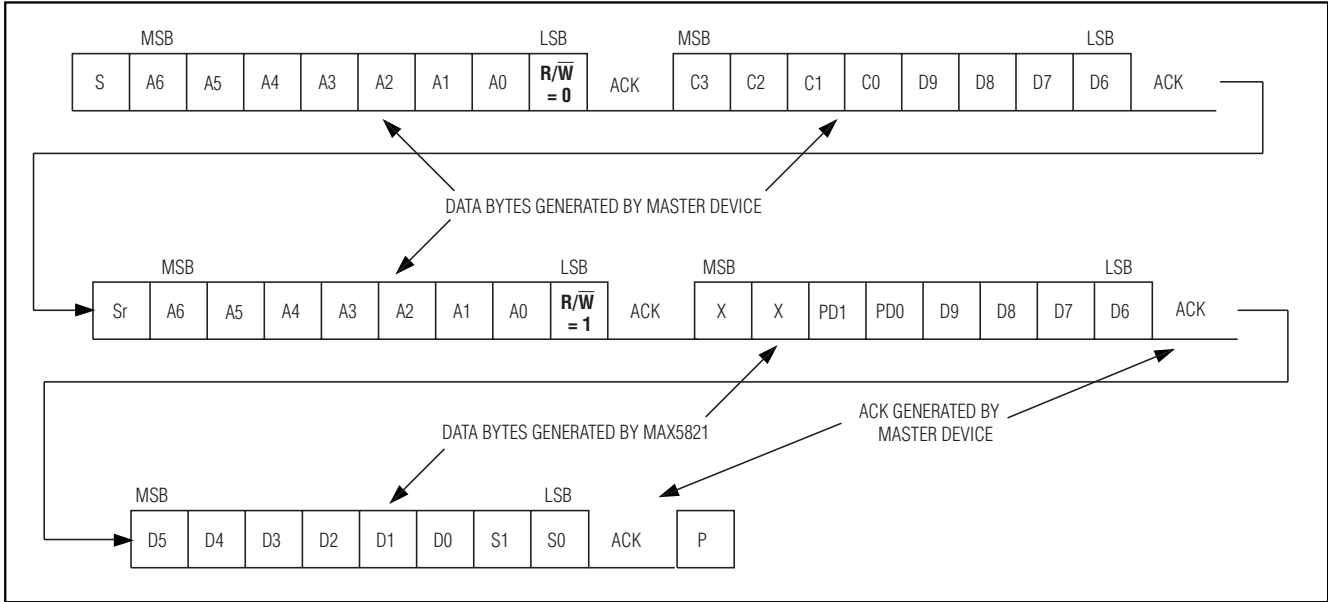 MSB LSB MSB LSB
S A6 A5 A4 A3 A2 A1 A0 R/W̅ = 0 ACK C3 C2 C1 C0 D9 D8 D7 D6 ACK
DATA BYTES GENERATED BY MASTER DEVICE
MSB LSB MSB LSB
Sr A6 A5 A4 A3 A2 A1 A0 R/W̅ = 1 ACK X X PD1 PD0 D9 D8 D7 D6 ACK
DATA BYTES GENERATED BY MAX5821
ACK GENERATED BY
MASTER DEVICE
MSB LSB
D5 D4 D3 D2 D1 D0 S1 S0 ACK P